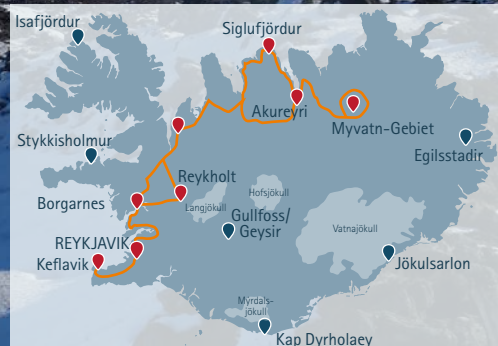 Isafjördur
Siglufjördur
Akureyri
Myvatn-Gebiet
Stykkisholmur
Egilsstadir
Reykholt
Hofsjökull
Langjökull
Borgarnes
Gullfoss/
Geysir
Vatnajökull
REYKJAVIK
Keflavik
Jökulsarlon
Myrdals-
jökull
Kap Dyrholaey